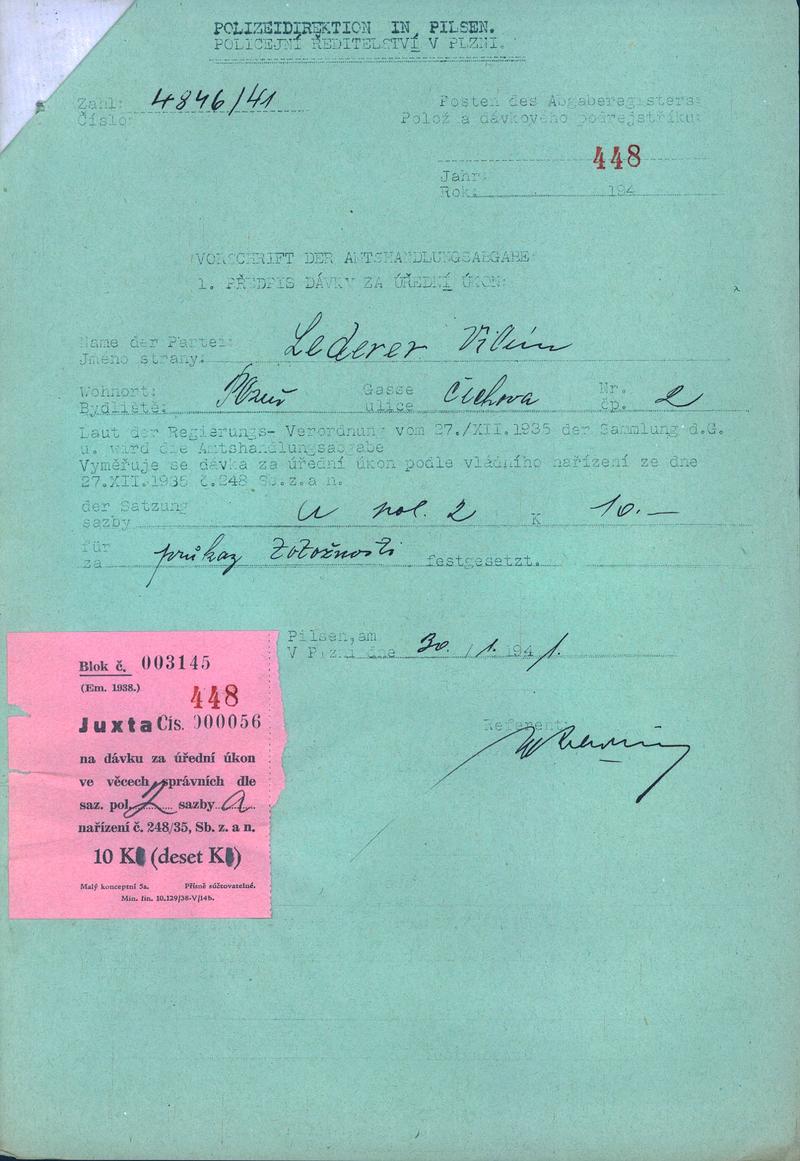 POLIZEIDIREKTION IN PILSEN.
POLICEJNÍ ŘEDITELSTVÍ V PLZNI.
Zahl: 4846/41
Číslo:
Posten des Abgaberegisters:
Položka dávkového podrejstříku:
448
Jahr:
Rok: 194
VORSCHRIFT DER AMTSHANDLUNGSABGABE:
1. PŘEDPIS DÁVKY ZA ÚŘEDNÍ ÚKON:
Name der Partei:
Jméno strany: Lederer Vilém
Wohnort: Gasse Nr.
Bydliště: Plzeň ulice Čechova čp. 2
Laut der Regierungs- Verordnung vom 27./XII.1935 der Sammlung d.G.
u. wird die Amtshandlungsabgabe
Vyměřuje se dávka za úřední úkon podle vládního nařízení ze dne
27.XII.1935 č.248 Sb.z.a n.
der Satzung
sazby a pol. 2 K 10.—
für
za průkaz totožnosti festgesetzt.
Pilsen,am
V Plzni dne 30. / 1. 194 1.
Referent:
Blok č. 003145
(Em. 1938.)
448
Juxta Čís. 000056
na dávku za úřední úkon
ve věcech správních dle
saz. pol. 2 sazby a
nařízení č. 248/35, Sb. z. a n.
10 K (deset K)
Malý konceptní 5a. Přísně súčtovatelné.
Min. fin. 10.129/38-V/14b.